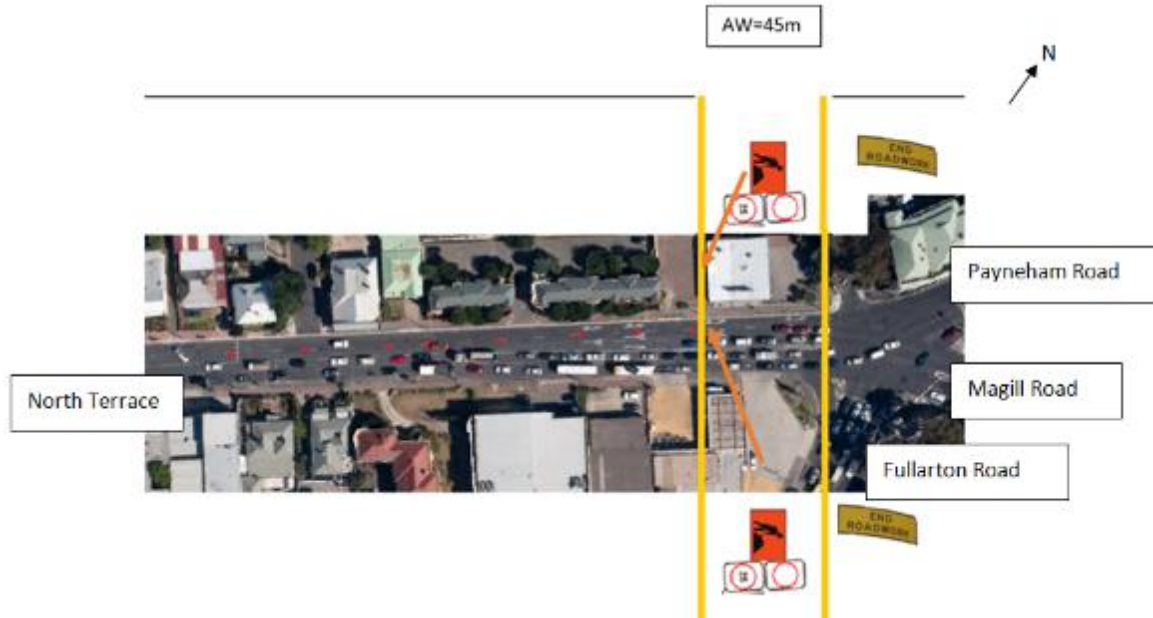 AW=45m
N
END
ROADWORK
Payneham Road
North Terrace
Magill Road
Fullarton Road
END
ROADWORK